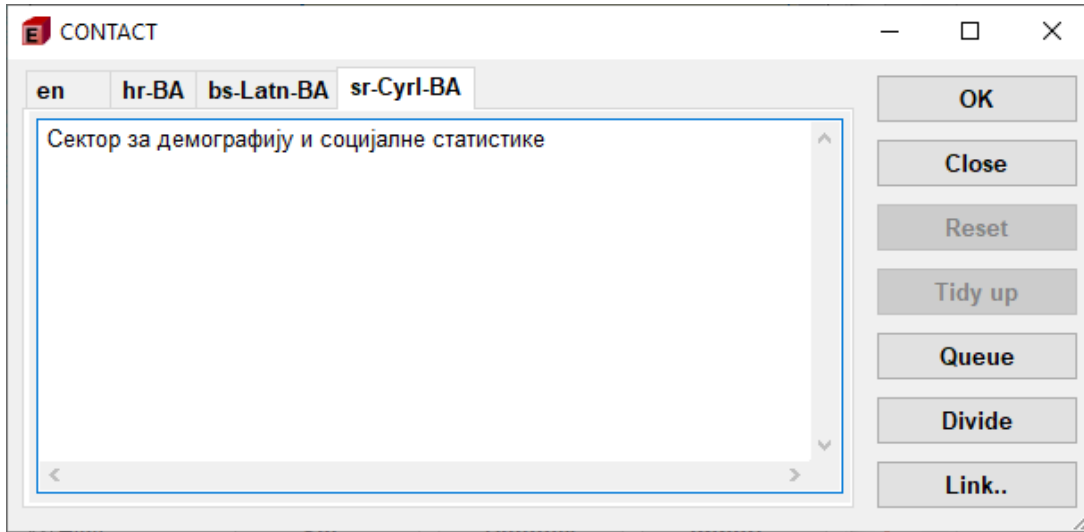 CONTACT
en hr-BA bs-Latn-BA sr-Cyrl-BA
Сектор за демографију и социјалне статистике
OK
Close
Reset
Tidy up
Queue
Divide
Link..